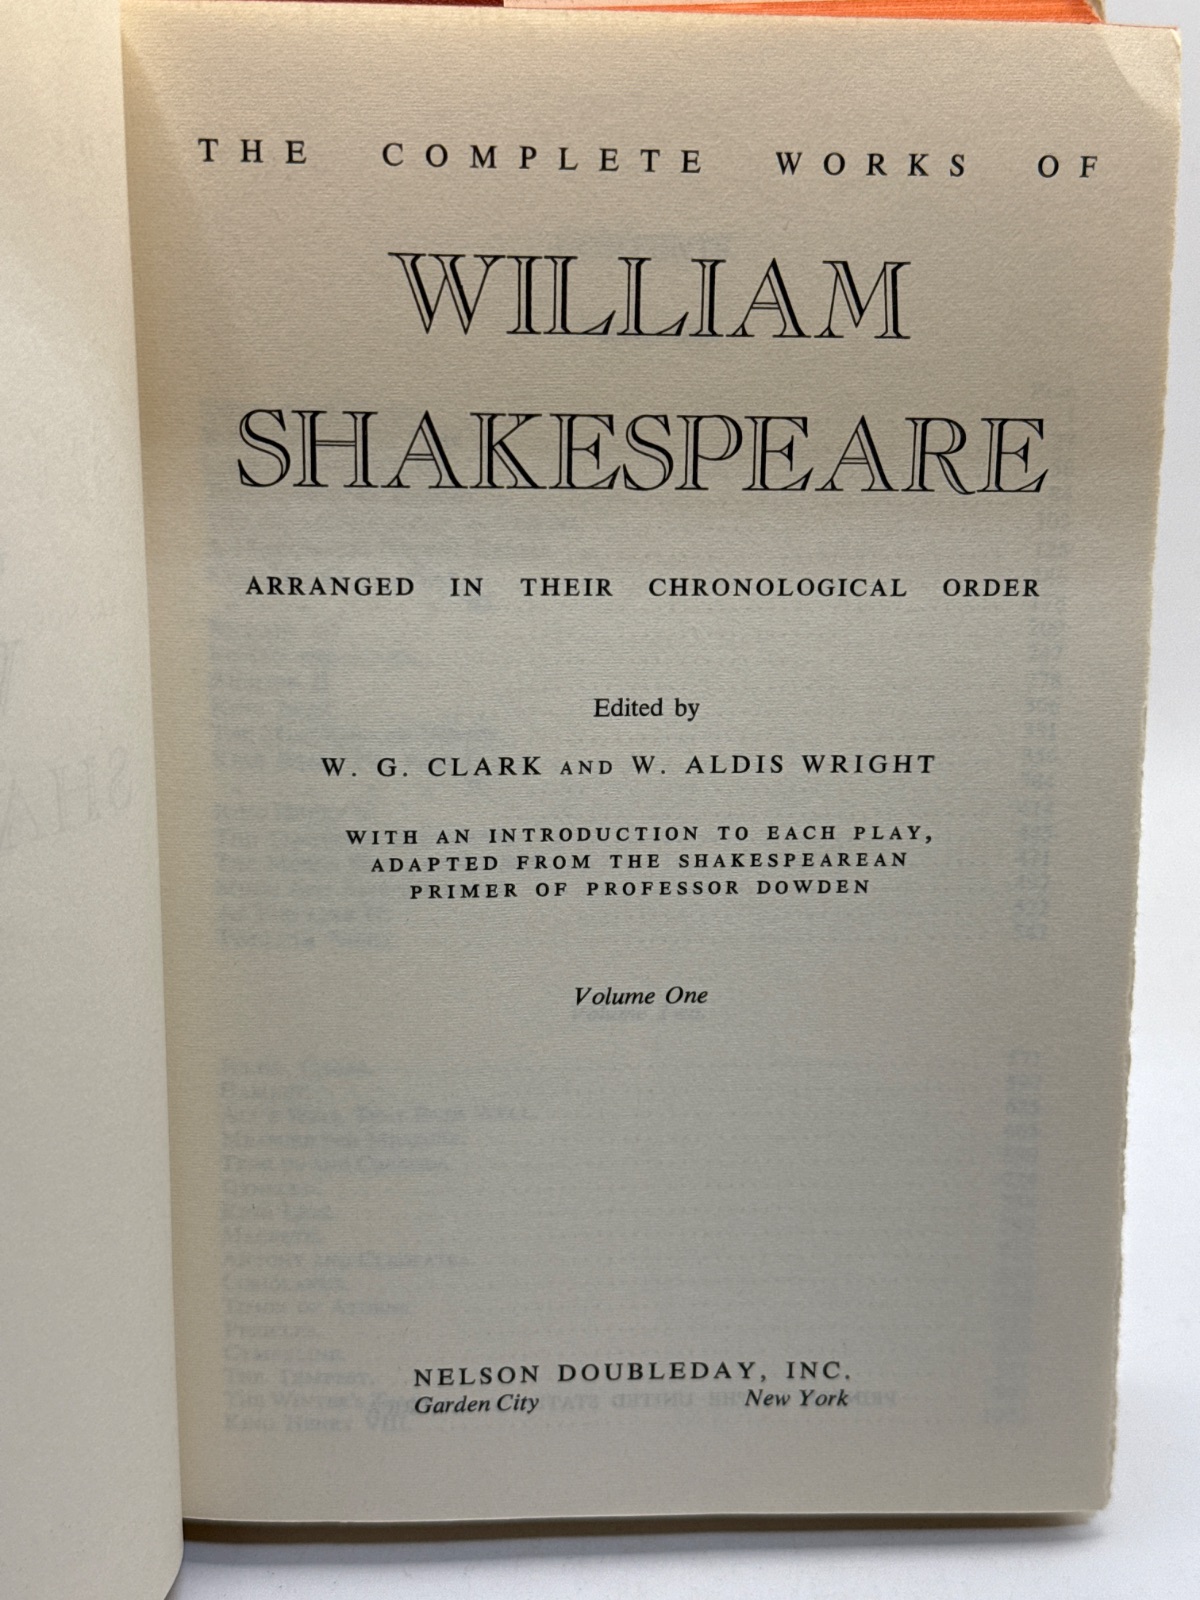 THE COMPLETE WORKS OF
WILLIAM
SHAKESPEARE
ARRANGED IN THEIR CHRONOLOGICAL ORDER
Edited by
W. G. CLARK AND W. ALDIS WRIGHT
WITH AN INTRODUCTION TO EACH PLAY,
ADAPTED FROM THE SHAKESPEAREAN
PRIMER OF PROFESSOR DOWDEN
Volume One
NELSON DOUBLEDAY, INC.
Garden City New York